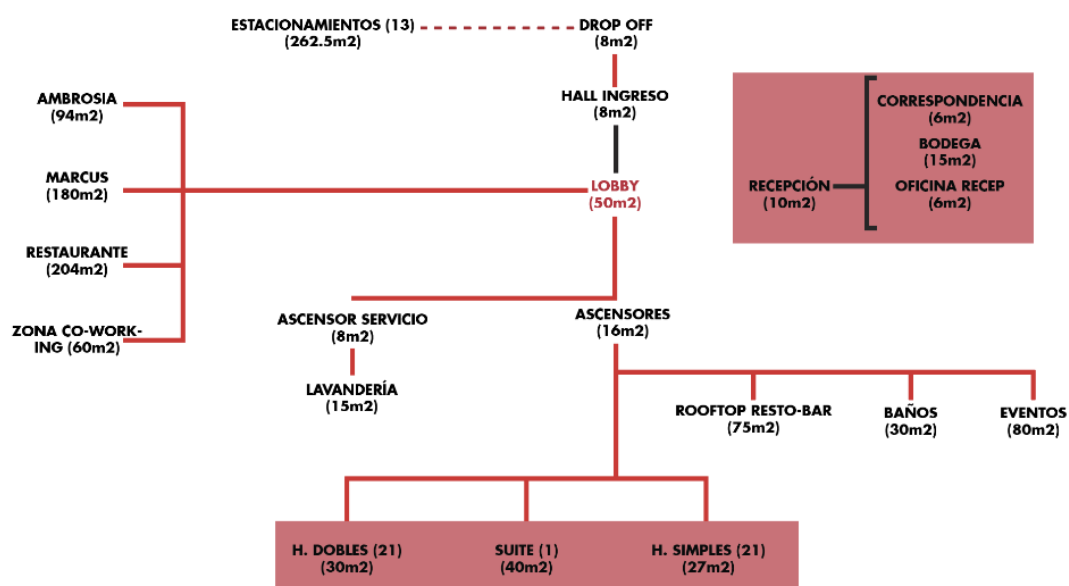 ESTACIONAMIENTOS (13)
(262.5m2)
DROP OFF
(8m2)
HALL INGRESO
(8m2)
AMBROSIA
(94m2)
MARCUS
(180m2)
RESTAURANTE
(204m2)
ZONA CO-WORK-
ING (60m2)
LOBBY
(50m2)
RECEPCIÓN
(10m2)
CORRESPONDENCIA
(6m2)
BODEGA
(15m2)
OFICINA RECEP
(6m2)
ASCENSOR SERVICIO
(8m2)
LAVANDERÍA
(15m2)
ASCENSORES
(16m2)
ROOFTOP RESTO-BAR
(75m2)
BAÑOS
(30m2)
EVENTOS
(80m2)
H. DOBLES (21)
(30m2)
SUITE (1)
(40m2)
H. SIMPLES (21)
(27m2)